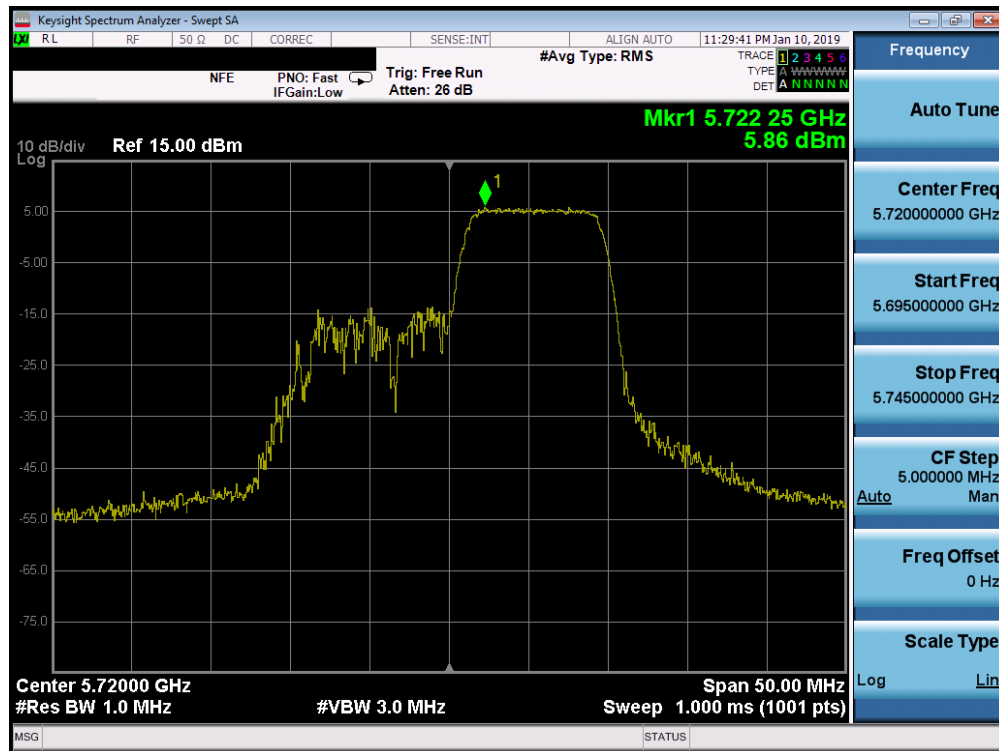 Keysight Spectrum Analyzer - Swept SA
LXI RL RF 50 Ω DC CORREC SENSE:INT ALIGN AUTO 11:29:41 PM Jan 10, 2019
#Avg Type: RMS
TRACE 1 2 3 4 5 6
TYPE A WWWWW
DET A N N N N N
NFE
PNO: Fast
IFGain:Low
Trig: Free Run
Atten: 26 dB
Mkr1 5.722 25 GHz
5.86 dBm
10 dB/div Ref 15.00 dBm
Log
1
5.00
-5.00
-15.0
-25.0
-35.0
-45.0
-55.0
-65.0
-75.0
Center 5.72000 GHz
Span 50.00 MHz
#Res BW 1.0 MHz
#VBW 3.0 MHz
Sweep 1.000 ms (1001 pts)
MSG
STATUS
Frequency
Auto Tune
Center Freq
5.720000000 GHz
Start Freq
5.695000000 GHz
Stop Freq
5.745000000 GHz
CF Step
5.000000 MHz
Auto Man
Freq Offset
0 Hz
Scale Type
Log Lin